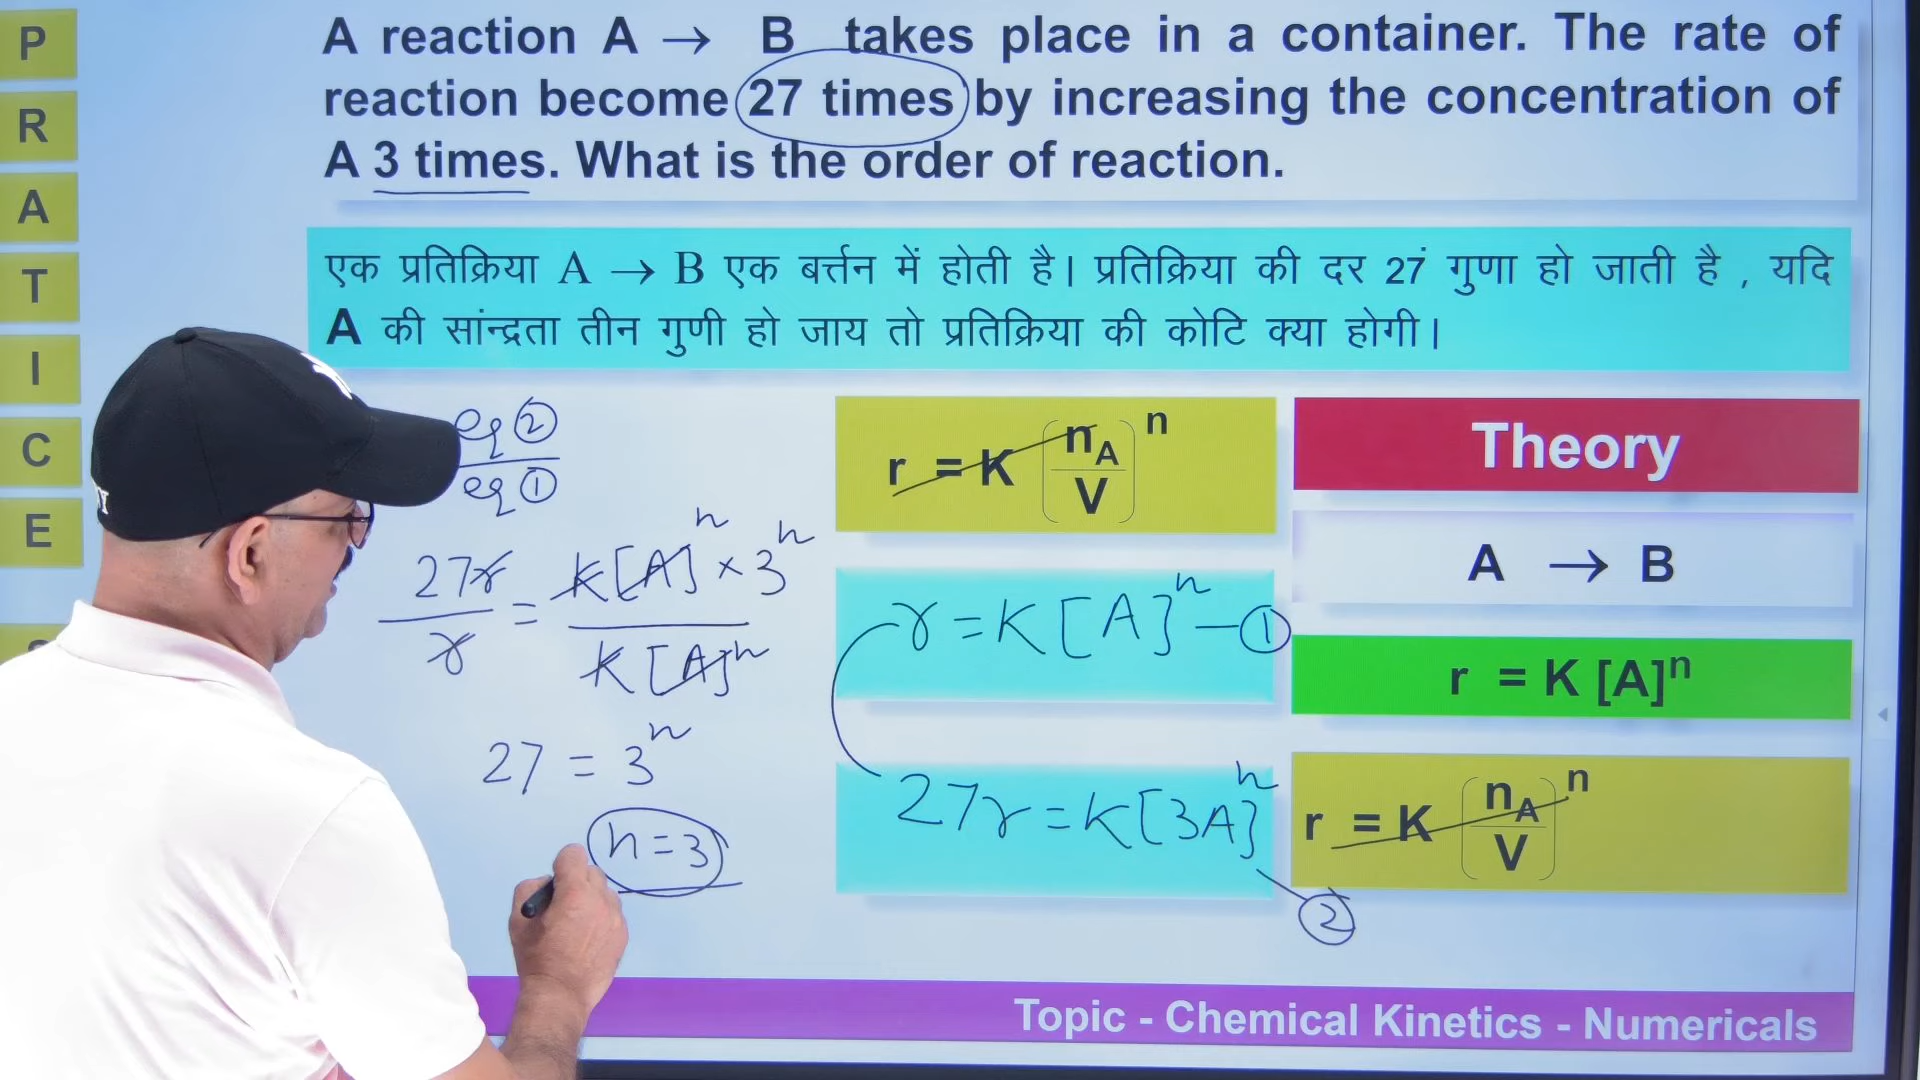 P
R
A
T
I
C
E
A reaction A → B takes place in a container. The rate of
reaction become 27 times by increasing the concentration of
A 3 times. What is the order of reaction.
एक प्रतिक्रिया A → B एक बर्त्तन में होती है। प्रतिक्रिया की दर 27 गुणा हो जाती है , यदि
A की सांन्द्रता तीन गुणी हो जाय तो प्रतिक्रिया की कोटि क्या होगी।
eq ②
eq ①
27r / r = K[A]^n × 3^n / K[A]^n
27 = 3^n
n = 3
r = K (n_A / V)^n
r = K [A]^n — ①
27r = K [3A]^n
②
Theory
A → B
r = K [A]^n
r = K (n_A / V)^n
Topic - Chemical Kinetics - Numericals